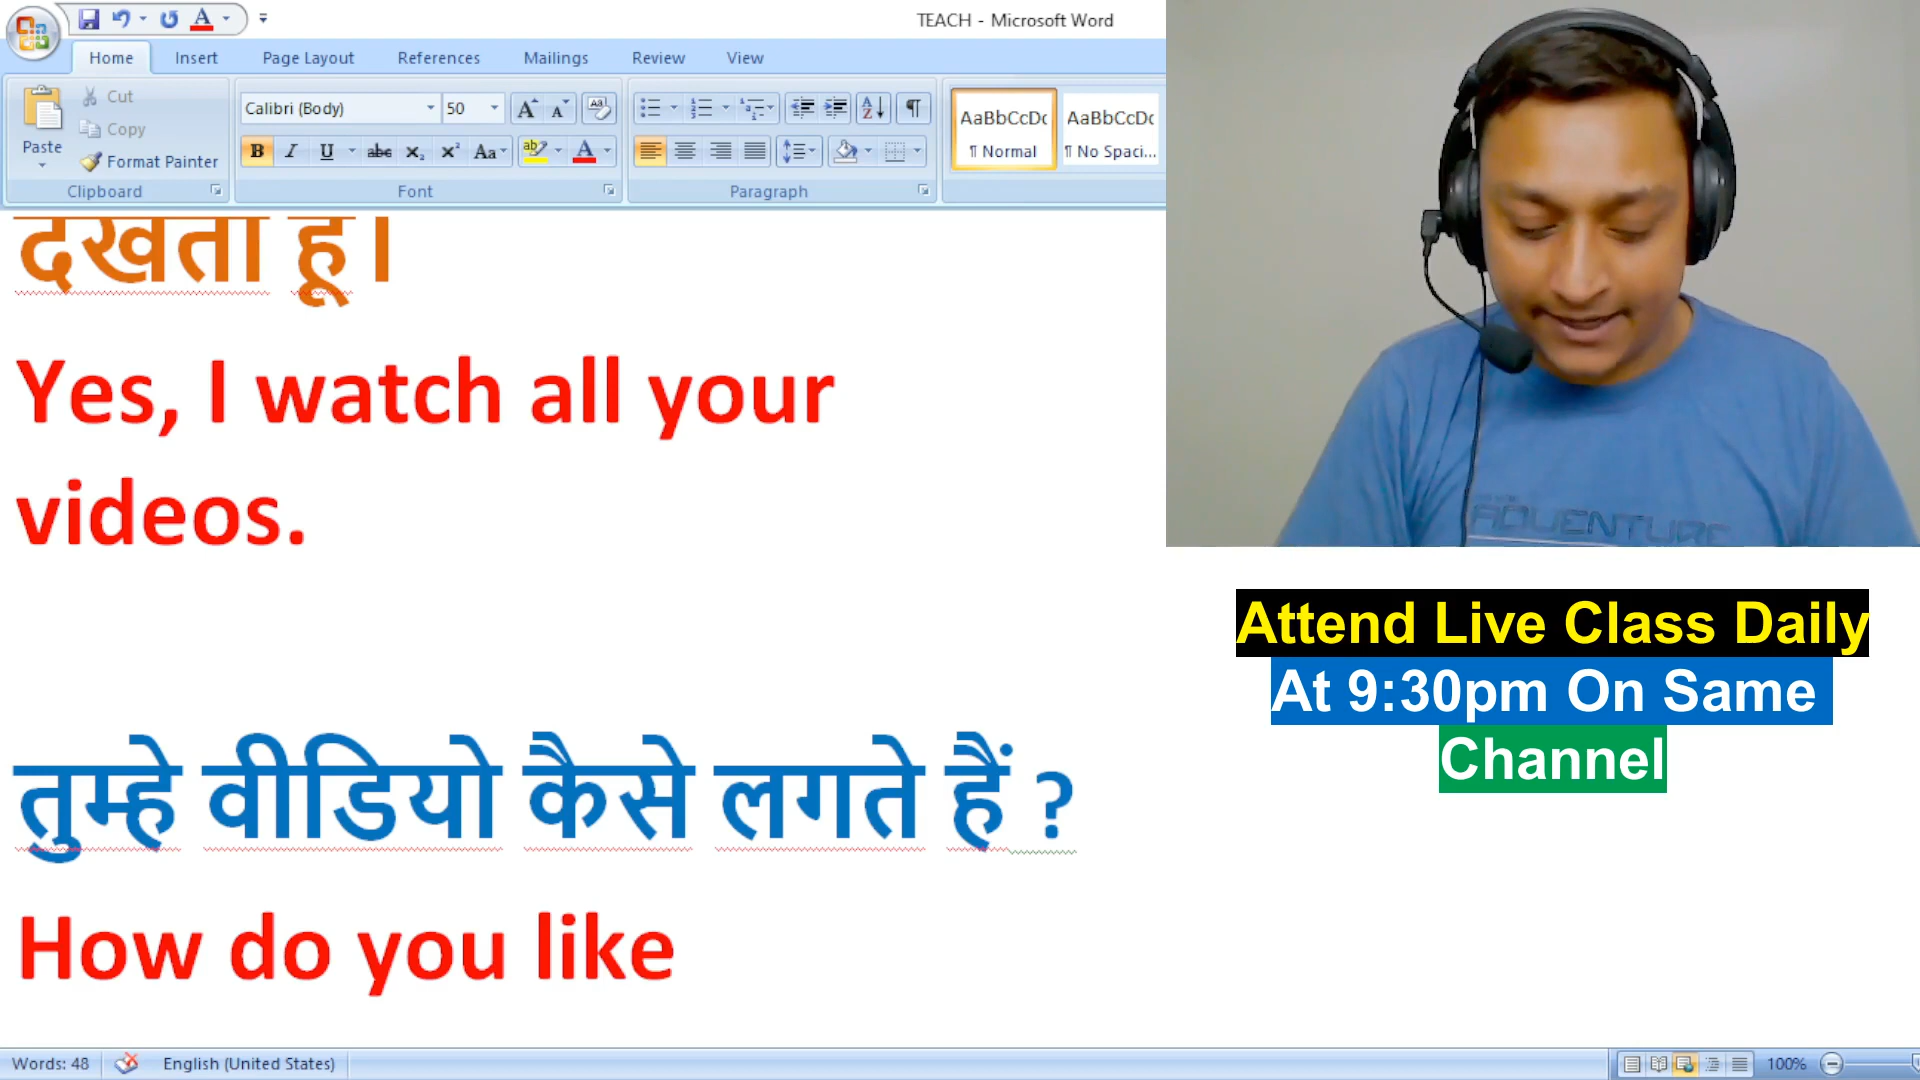 TEACH - Microsoft Word
Home Insert Page Layout References Mailings Review View
Paste
Cut
Copy
Format Painter
Clipboard
Calibri (Body) 50
Font
Paragraph
AaBbCcDc AaBbCcDc
¶ Normal ¶ No Spaci...
देखता हूँ।
Yes, I watch all your
videos.
तुम्हे वीडियो कैसे लगते हैं ?
How do you like
ADVENTURE
Attend Live Class Daily
At 9:30pm On Same
Channel
Words: 48 English (United States) 100%